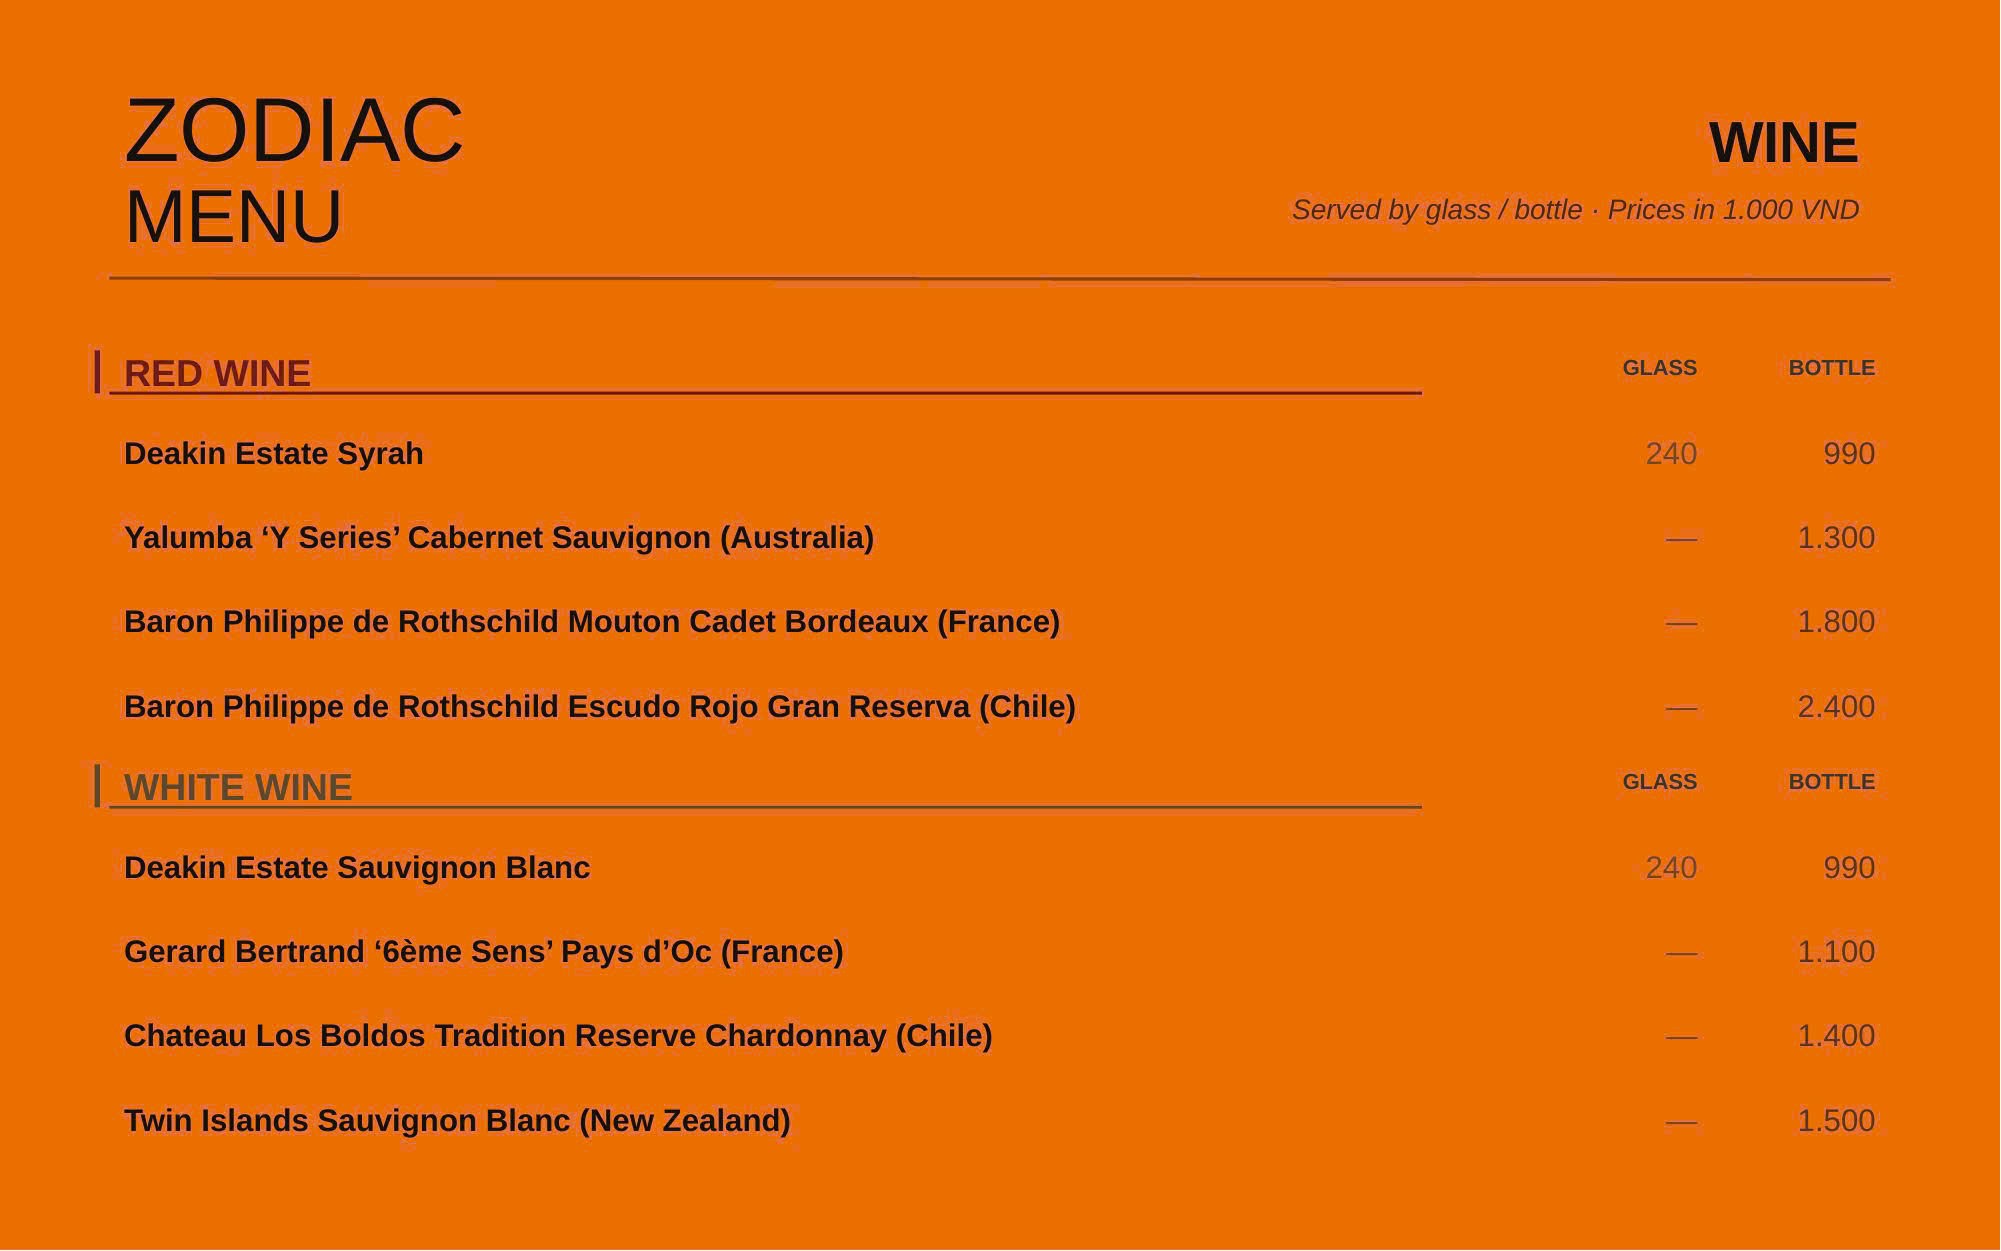 ZODIAC
MENU
WINE
Served by glass / bottle · Prices in 1.000 VND
RED WINE GLASS BOTTLE
Deakin Estate Syrah 240 990
Yalumba ‘Y Series’ Cabernet Sauvignon (Australia) — 1.300
Baron Philippe de Rothschild Mouton Cadet Bordeaux (France) — 1.800
Baron Philippe de Rothschild Escudo Rojo Gran Reserva (Chile) — 2.400
WHITE WINE GLASS BOTTLE
Deakin Estate Sauvignon Blanc 240 990
Gerard Bertrand ‘6ème Sens’ Pays d’Oc (France) — 1.100
Chateau Los Boldos Tradition Reserve Chardonnay (Chile) — 1.400
Twin Islands Sauvignon Blanc (New Zealand) — 1.500